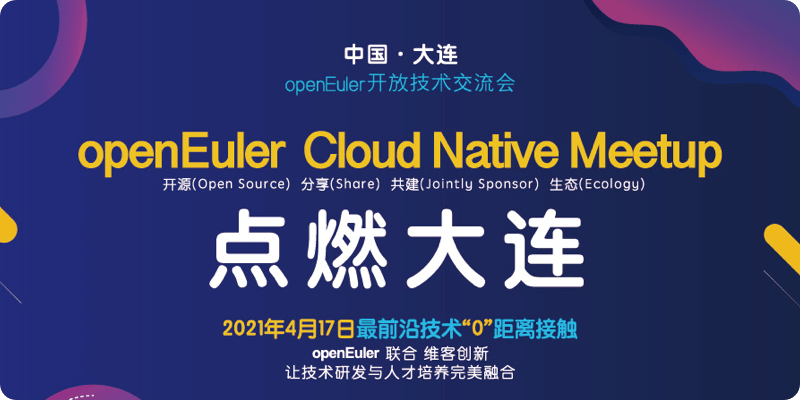 中国·大连
openEuler开放技术交流会
openEuler Cloud Native Meetup
开源(Open Source) 分享(Share) 共建(Jointly Sponsor) 生态(Ecology)
点燃大连
2021年4月17日最前沿技术“0”距离接触
openEuler 联合 维客创新
让技术研发与人才培养完美融合